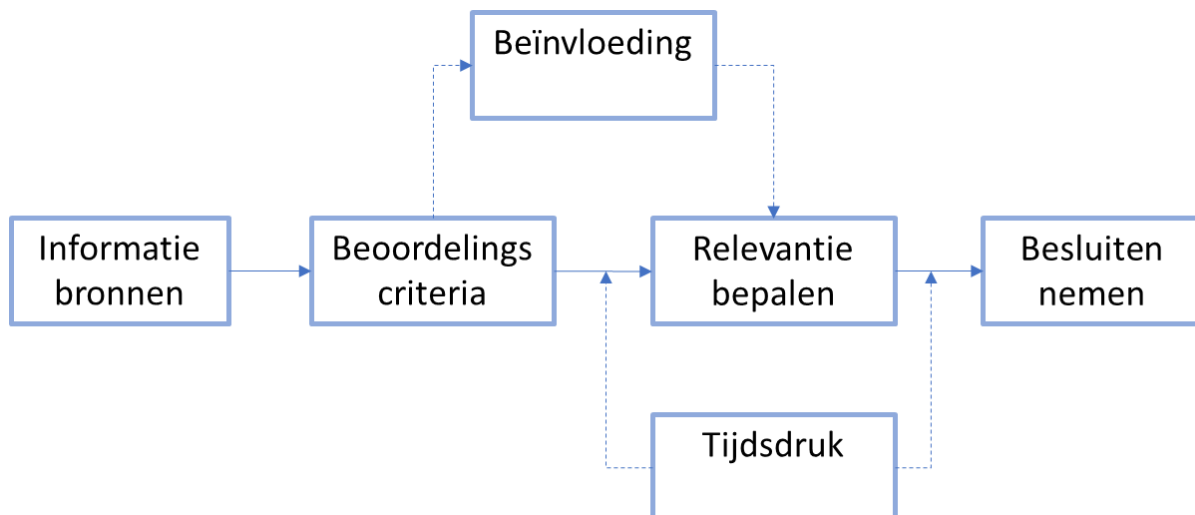 Beïnvloeding
Informatie
bronnen
Beoordelings
criteria
Relevantie
bepalen
Besluiten
nemen
Tijdsdruk